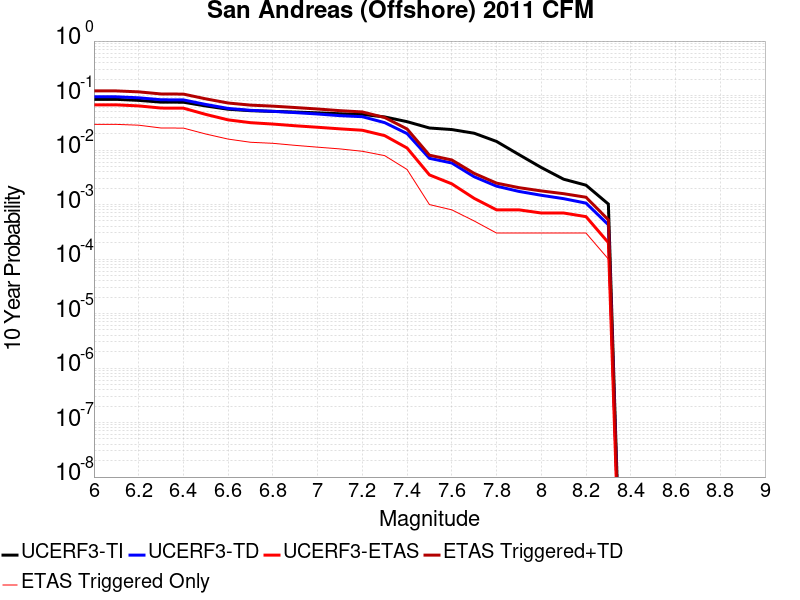 San Andreas (Offshore) 2011 CFM
10 Year Probability
10^0
10^-1
10^-2
10^-3
10^-4
10^-5
10^-6
10^-7
10^-8
6 6.2 6.4 6.6 6.8 7 7.2 7.4 7.6 7.8 8 8.2 8.4 8.6 8.8 9
Magnitude
UCERF3-TI UCERF3-TD UCERF3-ETAS ETAS Triggered+TD
ETAS Triggered Only